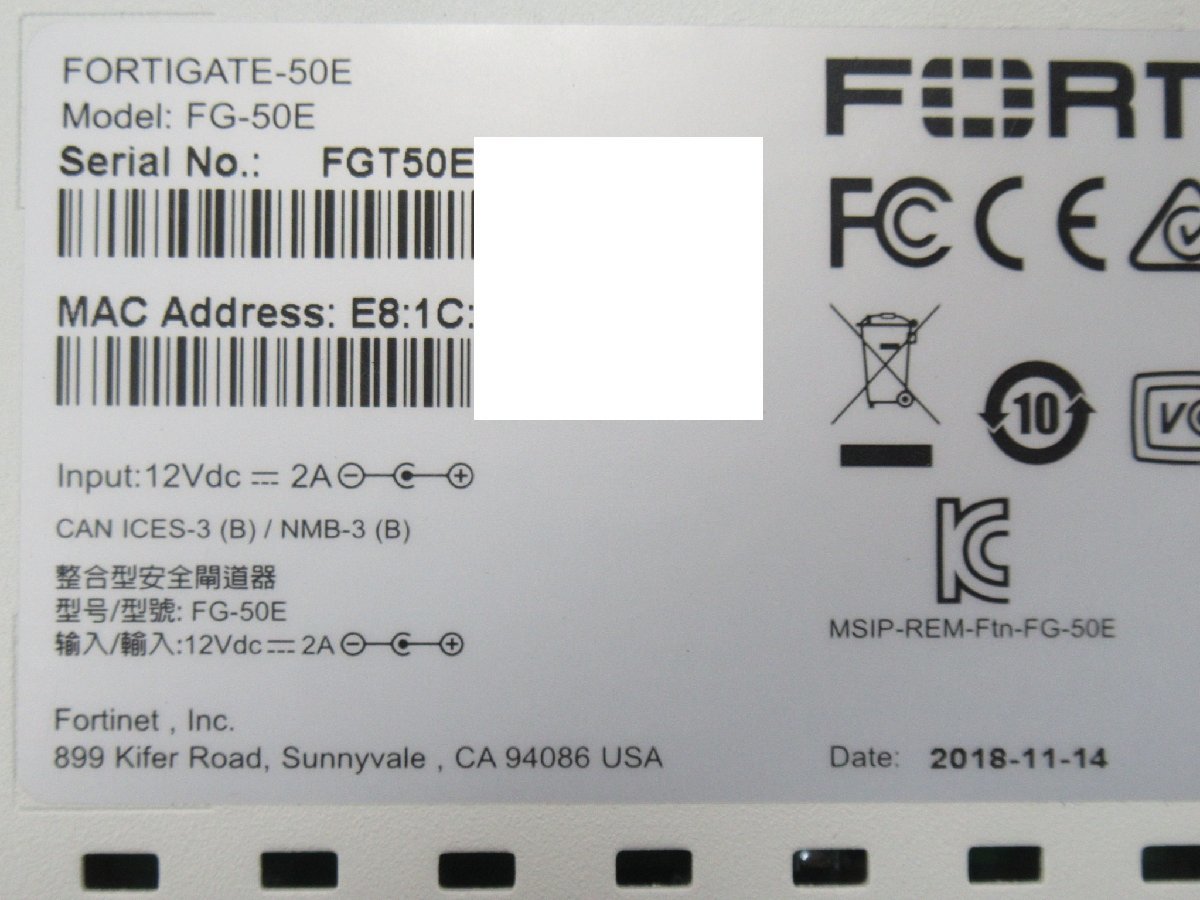 FORTIGATE-50E
Model: FG-50E
Serial No.: FGT50E
MAC Address: E8:1C:
Input:12Vdc ⎓ 2A
CAN ICES-3 (B) / NMB-3 (B)
整合型安全閘道器
型号/型號: FG-50E
输入/輸入:12Vdc ⎓ 2A
Fortinet , Inc.
899 Kifer Road, Sunnyvale , CA 94086 USA
FORT
FC CE
10
VC
KC
MSIP-REM-Ftn-FG-50E
Date: 2018-11-14